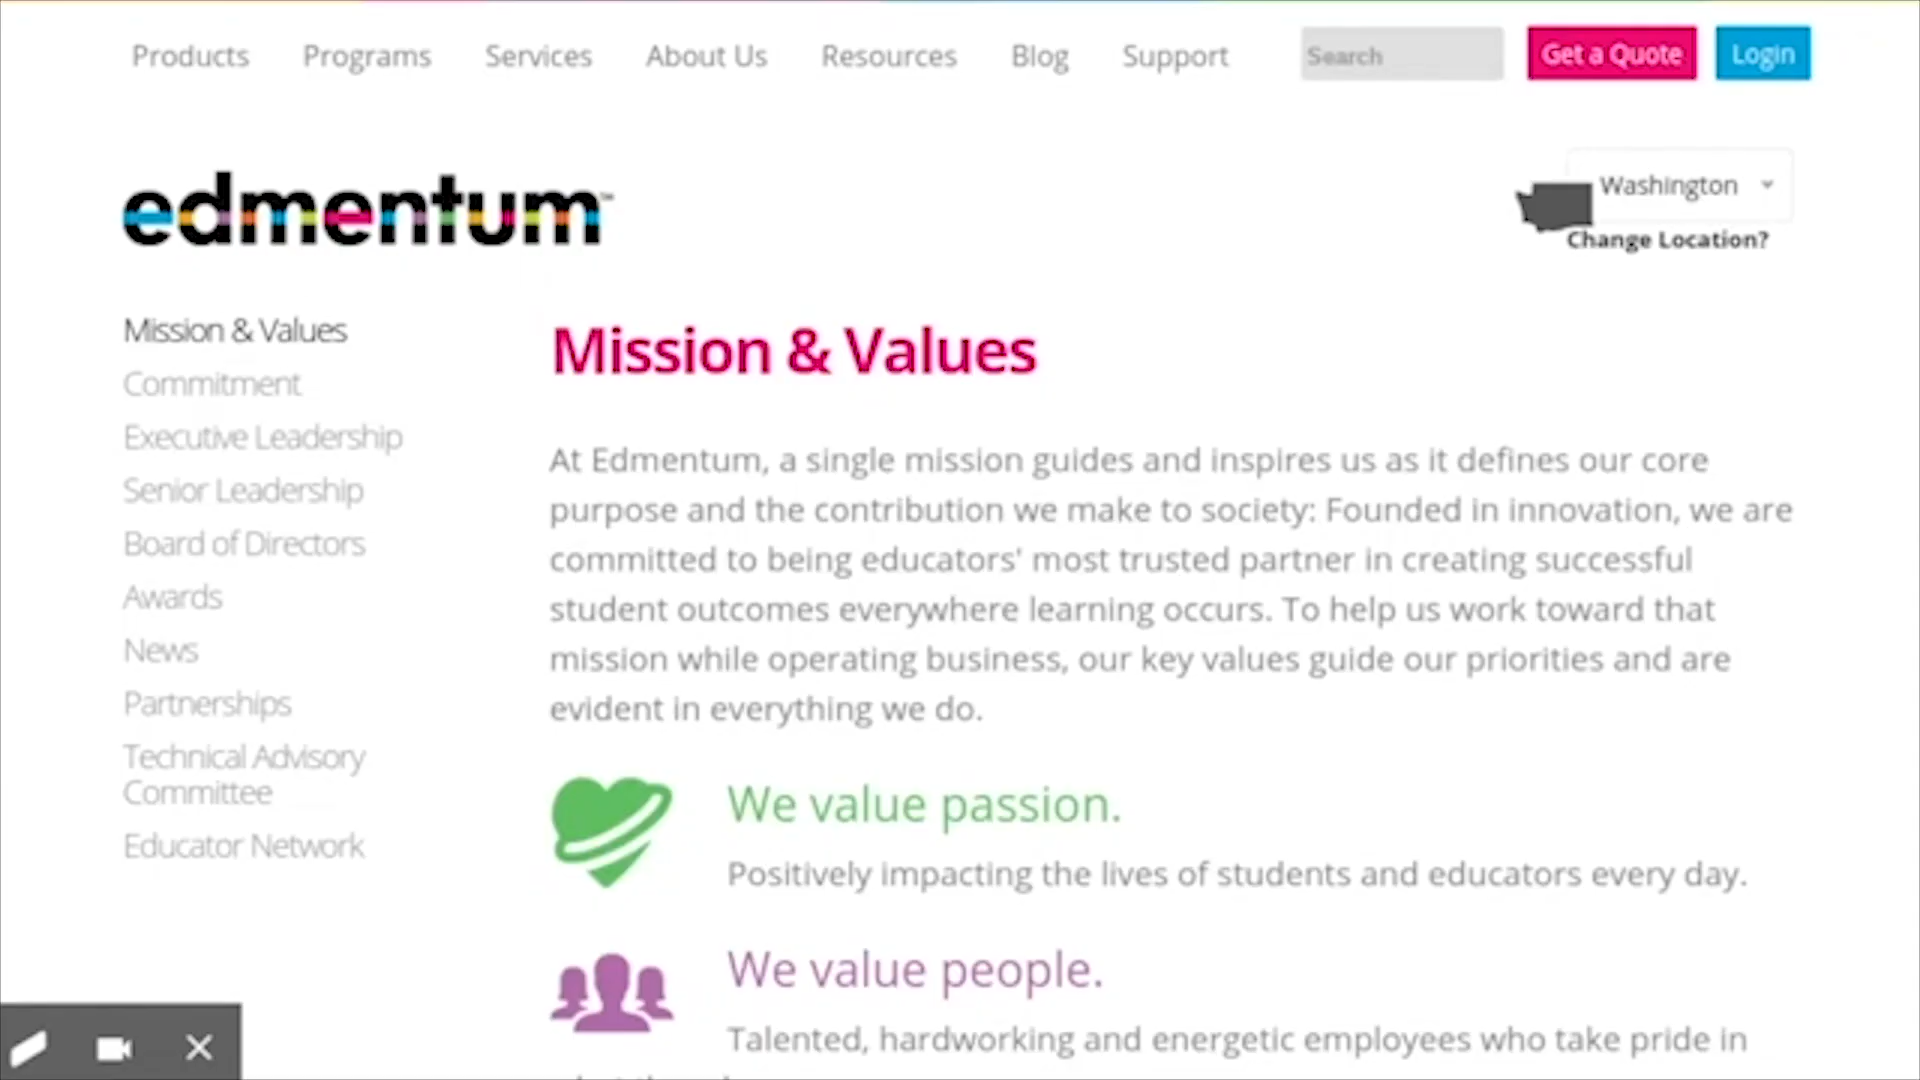 Products Programs Services About Us Resources Blog Support Search Get a Quote Login
edmentum™
Washington
Change Location?
Mission & Values
Commitment
Executive Leadership
Senior Leadership
Board of Directors
Awards
News
Partnerships
Technical Advisory
Committee
Educator Network
Mission & Values
At Edmentum, a single mission guides and inspires us as it defines our core
purpose and the contribution we make to society: Founded in innovation, we are
committed to being educators' most trusted partner in creating successful
student outcomes everywhere learning occurs. To help us work toward that
mission while operating business, our key values guide our priorities and are
evident in everything we do.
We value passion.
Positively impacting the lives of students and educators every day.
We value people.
Talented, hardworking and energetic employees who take pride in